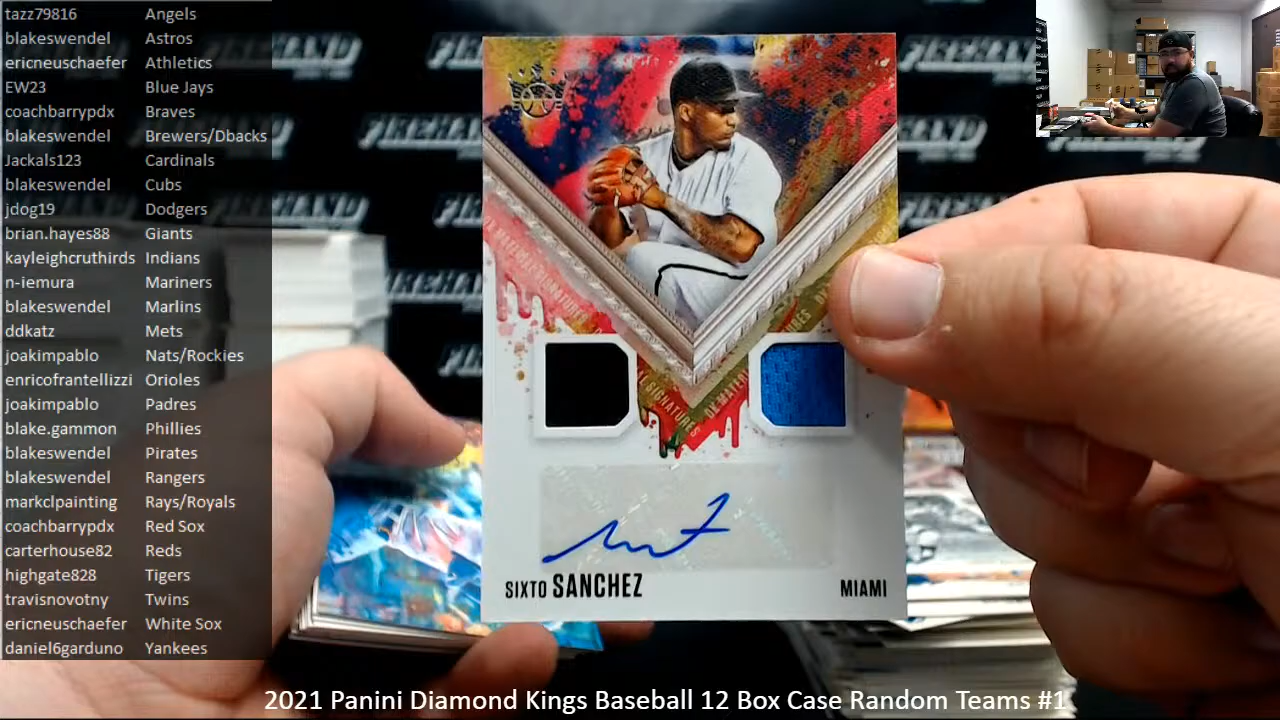 tazz79816 Angels
blakeswendel Astros
ericneuschaefer Athletics
EW23 Blue Jays
coachbarrypdx Braves
blakeswendel Brewers/Dbacks
Jackals123 Cardinals
blakeswendel Cubs
jdog19 Dodgers
brian.hayes88 Giants
kayleighcruthirds Indians
n-iemura Mariners
blakeswendel Marlins
ddkatz Mets
joakimpablo Nats/Rockies
enricofrantellizzi Orioles
joakimpablo Padres
blake.gammon Phillies
blakeswendel Pirates
blakeswendel Rangers
markclpainting Rays/Royals
coachbarrypdx Red Sox
carterhouse82 Reds
highgate828 Tigers
travisnovotny Twins
ericneuschaefer White Sox
daniel6garduno Yankees
SIXTO SANCHEZ
MIAMI
2021 Panini Diamond Kings Baseball 12 Box Case Random Teams #1